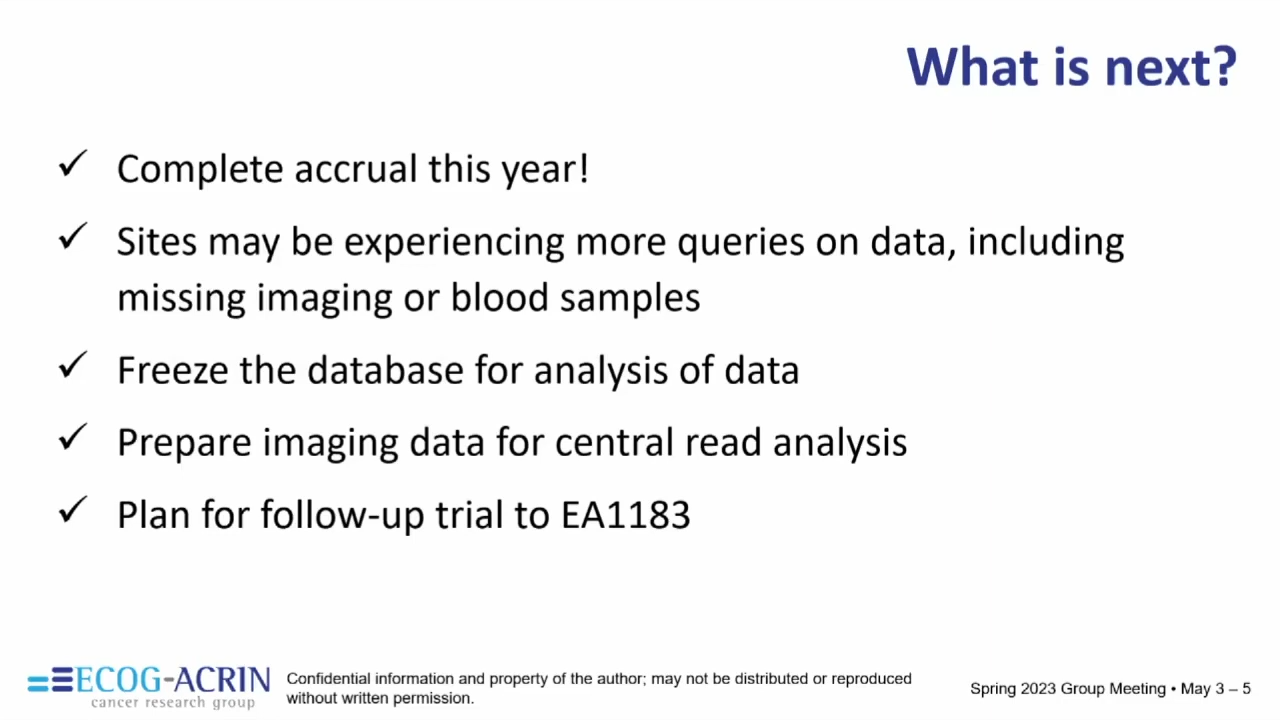 What is next?
✓ Complete accrual this year!
✓ Sites may be experiencing more queries on data, including
missing imaging or blood samples
✓ Freeze the database for analysis of data
✓ Prepare imaging data for central read analysis
✓ Plan for follow-up trial to EA1183
ECOG-ACRIN
cancer research group
Confidential information and property of the author; may not be distributed or reproduced
without written permission.
Spring 2023 Group Meeting • May 3 – 5